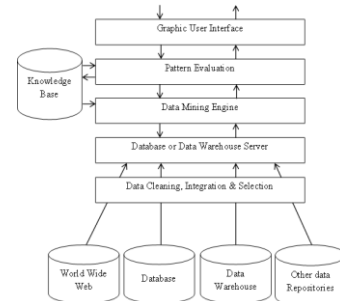 Graphic User Interface
Pattern Evaluation
Knowledge
Base
Data Mining Engine
Database or Data Warehouse Server
Data Cleaning, Integration & Selection
World Wide
Web
Database
Data
Warehouse
Other data
Repositories